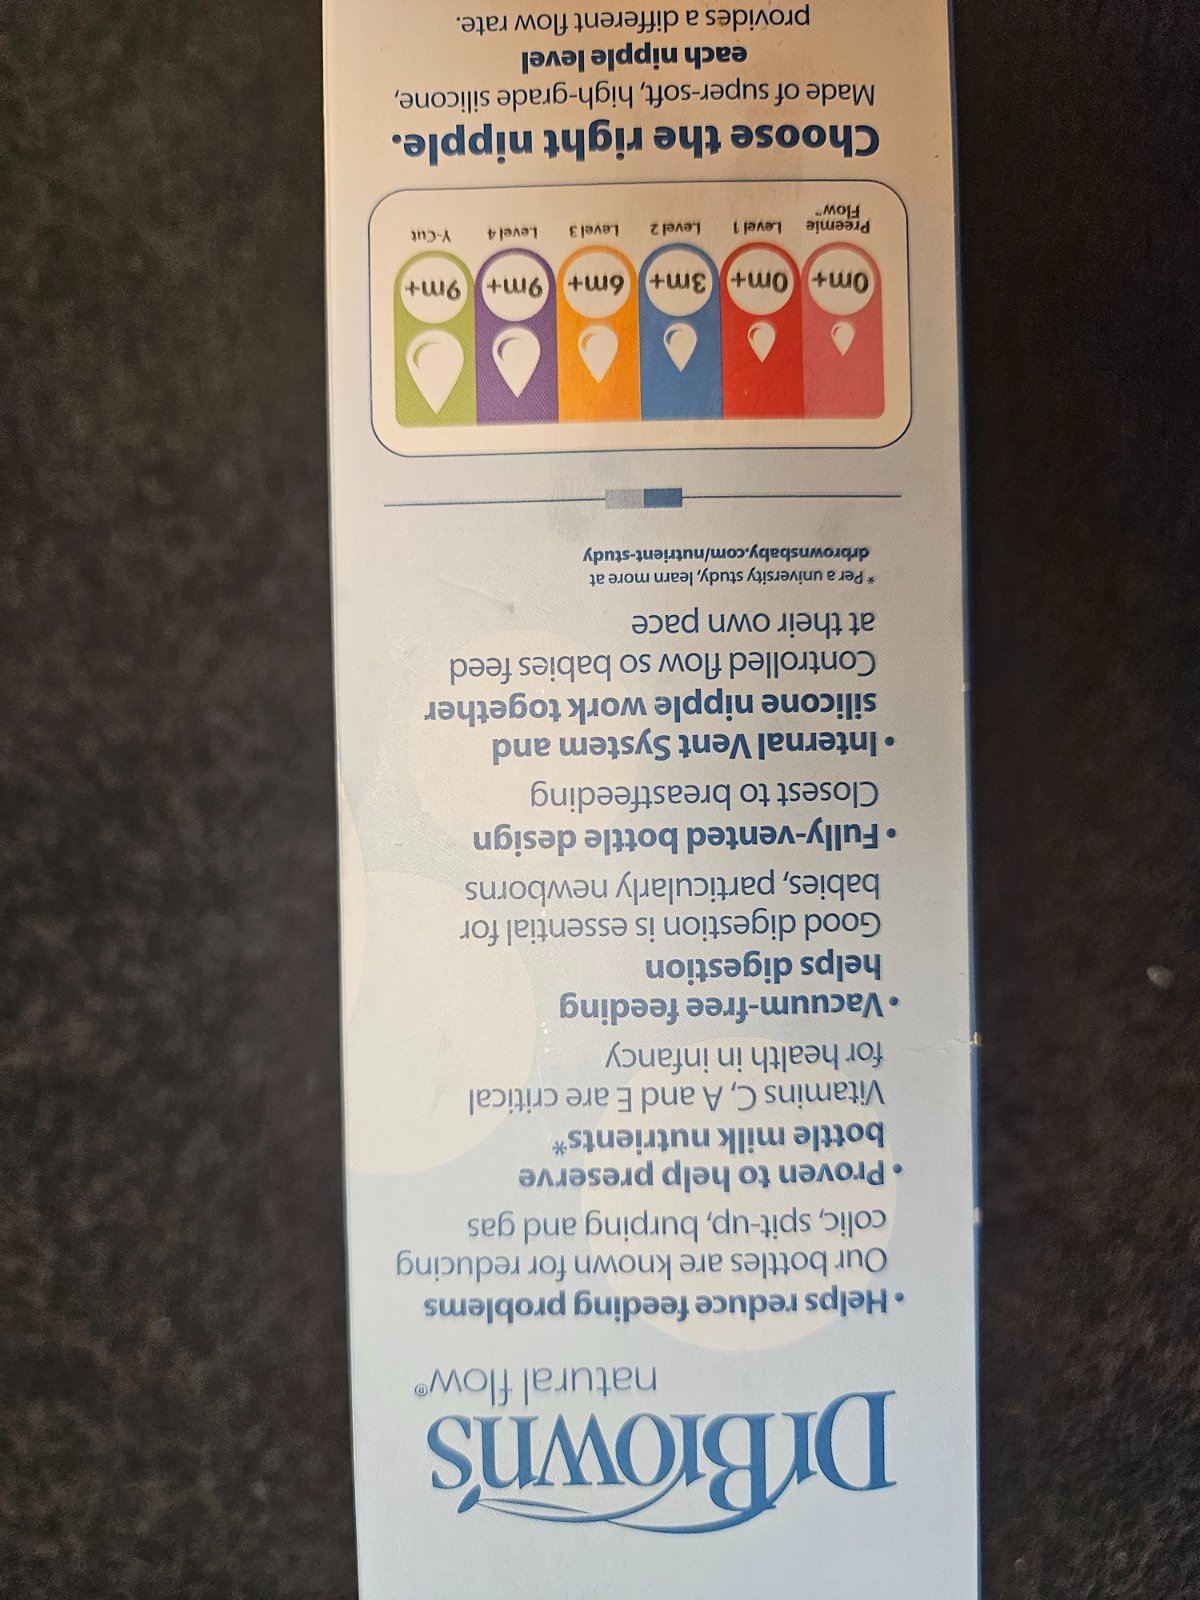 DrBrown's
natural flow®
• Helps reduce feeding problems
Our bottles are known for reducing
colic, spit-up, burping and gas
• Proven to help preserve
bottle milk nutrients*
Vitamins C, A and E are critical
for health in infancy
• Vacuum-free feeding
helps digestion
Good digestion is essential for
babies, particularly newborns
• Fully-vented bottle design
Closest to breastfeeding
• Internal Vent System and
silicone nipple work together
Controlled flow so babies feed
at their own pace
* Per a university study, learn more at
drbrownsbaby.com/nutrient-study
0m+ 0m+ 3m+ 6m+ 9m+ 9m+
Preemie Level 1 Level 2 Level 3 Level 4 Y-Cut
Flow™
Choose the right nipple.
Made of super-soft, high-grade silicone,
each nipple level
provides a different flow rate.